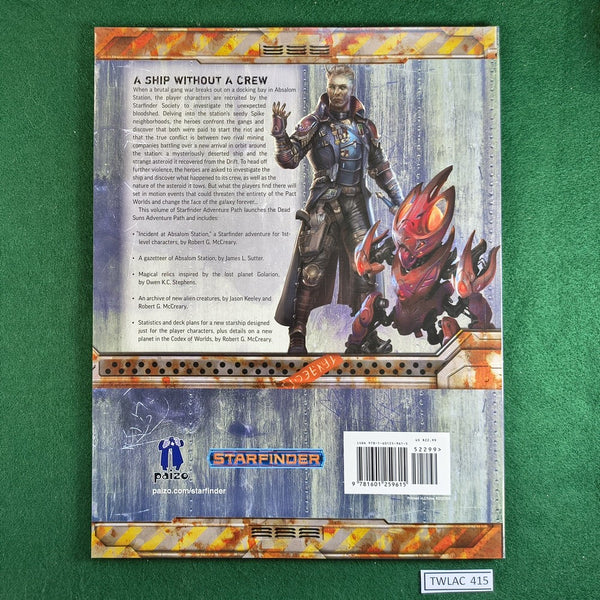 A SHIP WITHOUT A CREW
When a brutal gang war breaks out on a docking bay in Absalom
Station, the player characters are recruited by the
Starfinder Society to investigate the unexpected
bloodshed. Delving into the station's seedy Spike
neighborhoods, the heroes confront the gangs and
discover that both were paid to start the riot and
that the true conflict is between two rival mining
companies battling over a new arrival in orbit around
the station: a mysteriously deserted ship and the
strange asteroid it recovered from the Drift. To head off
further violence, the heroes are asked to investigate the
ship and discover what happened to its crew, as well as the
nature of the asteroid it tows. But what the players find there will
set in motion events that could threaten the entirety of the Pact
Worlds and change the face of the galaxy forever...
This volume of Starfinder Adventure Path launches the Dead
Suns Adventure Path and includes:
• "Incident at Absalom Station," a Starfinder adventure for 1st-
level characters, by Robert G. McCreary.
• A gazetteer of Absalom Station, by James L. Sutter.
• Magical relics inspired by the lost planet Golarion,
by Owen K.C. Stephens.
• An archive of new alien creatures, by Jason Keeley and
Robert G. McCreary.
• Statistics and deck plans for a new starship designed
just for the player characters, plus details on a new
planet in the Codex of Worlds, by Robert G. McCreary.
paizo
paizo.com/starfinder
STARFINDER
ISBN 978-1-60125-961-5
US $22.99
52299>
9 781601 259615
TWLAC 415